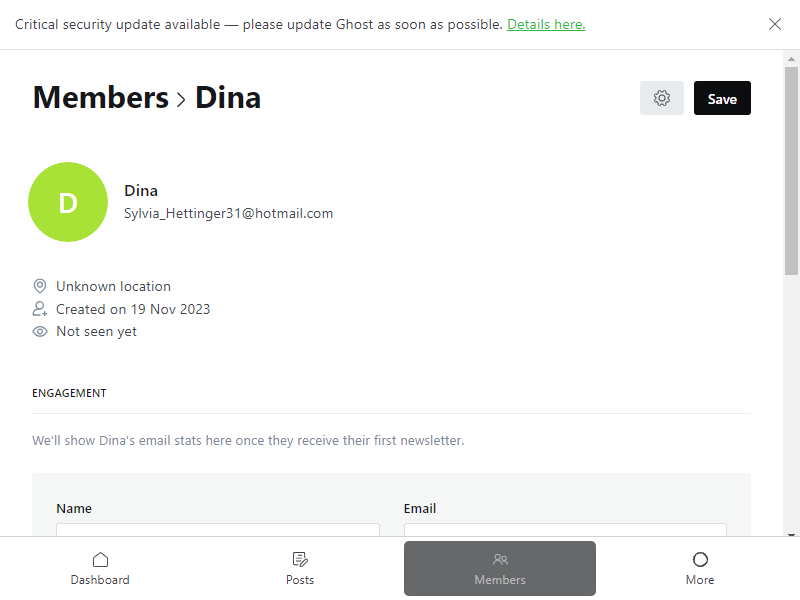 Critical security update available — please update Ghost as soon as possible. Details here.
Members > Dina
Save
D
Dina
Sylvia_Hettinger31@hotmail.com
Unknown location
Created on 19 Nov 2023
Not seen yet
ENGAGEMENT
We'll show Dina's email stats here once they receive their first newsletter.
Name
Email
Dashboard
Posts
Members
More